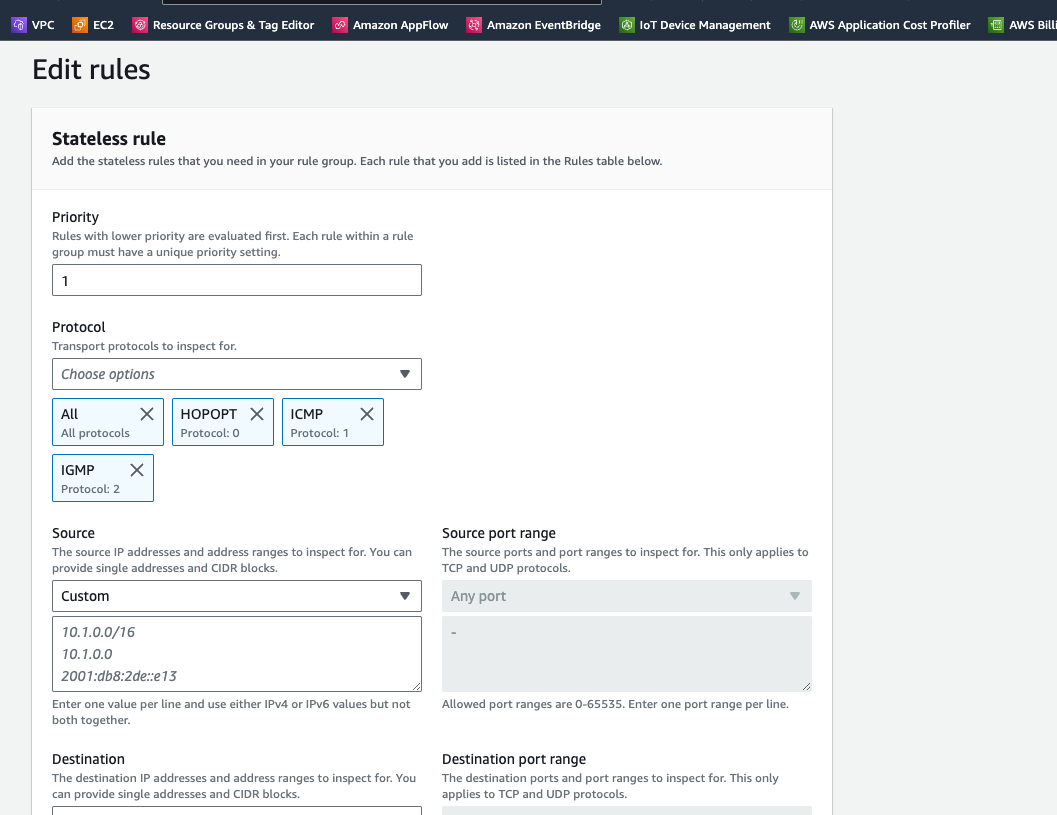 VPC EC2 Resource Groups & Tag Editor Amazon AppFlow Amazon EventBridge IoT Device Management AWS Application Cost Profiler AWS Billi
Edit rules
Stateless rule
Add the stateless rules that you need in your rule group. Each rule that you add is listed in the Rules table below.
Priority
Rules with lower priority are evaluated first. Each rule within a rule
group must have a unique priority setting.
1
Protocol
Transport protocols to inspect for.
Choose options
All HOPOPT ICMP
All protocols Protocol: 0 Protocol: 1
IGMP
Protocol: 2
Source
The source IP addresses and address ranges to inspect for. You can
provide single addresses and CIDR blocks.
Custom
10.1.0.0/16
10.1.0.0
2001:db8:2de::e13
Enter one value per line and use either IPv4 or IPv6 values but not
both together.
Source port range
The source ports and port ranges to inspect for. This only applies to
TCP and UDP protocols.
Any port
-
Allowed port ranges are 0-65535. Enter one port range per line.
Destination
The destination IP addresses and address ranges to inspect for. You
can provide single addresses and CIDR blocks.
Destination port range
The destination ports and port ranges to inspect for. This only
applies to TCP and UDP protocols.